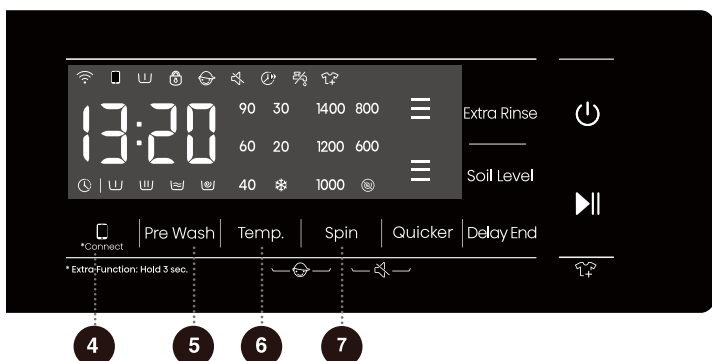 90 30 1400 800
13:20
Extra Rinse
60 20 1200 600
Soil Level
40 1000
*Connect
Pre Wash Temp. Spin Quicker Delay End
* Extra Function: Hold 3 sec.
4 5 6 7